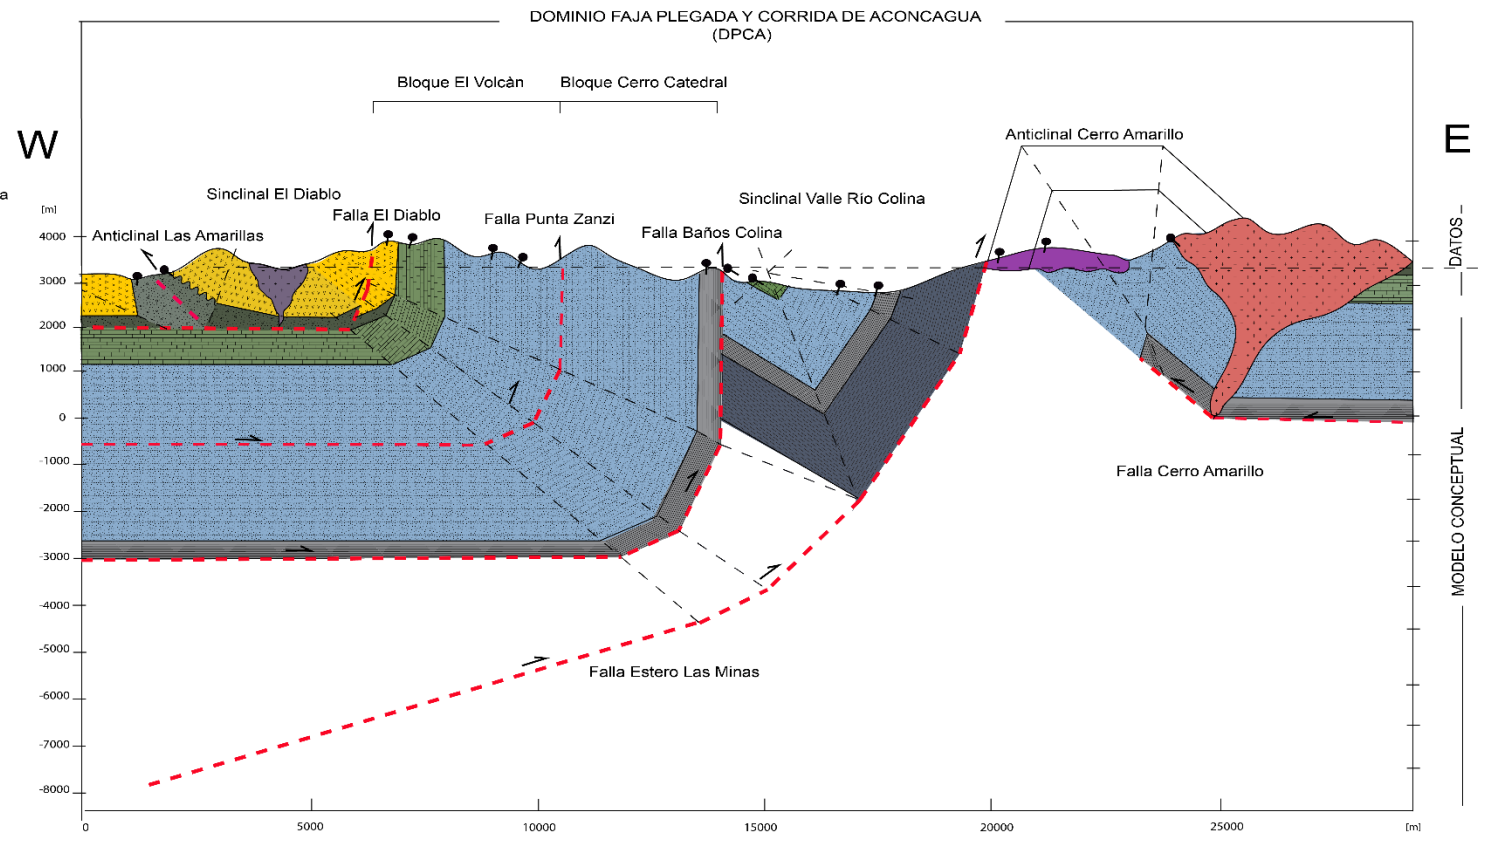 DOMINIO FAJA PLEGADA Y CORRIDA DE ACONCAGUA
(DPCA)
Bloque El Volcàn
Bloque Cerro Catedral
W
E
Anticlinal Cerro Amarillo
a
[m]
Sinclinal El Diablo
Sinclinal Valle Río Colina
Falla El Diablo
Falla Punta Zanzi
Anticlinal Las Amarillas
Falla Baños Colina
DATOS
4000
3000
2000
1000
0
-1000
-2000
-3000
-4000
-5000
-6000
-7000
-8000
Falla Cerro Amarillo
MODELO CONCEPTUAL
Falla Estero Las Minas
0
5000
10000
15000
20000
25000
[m]